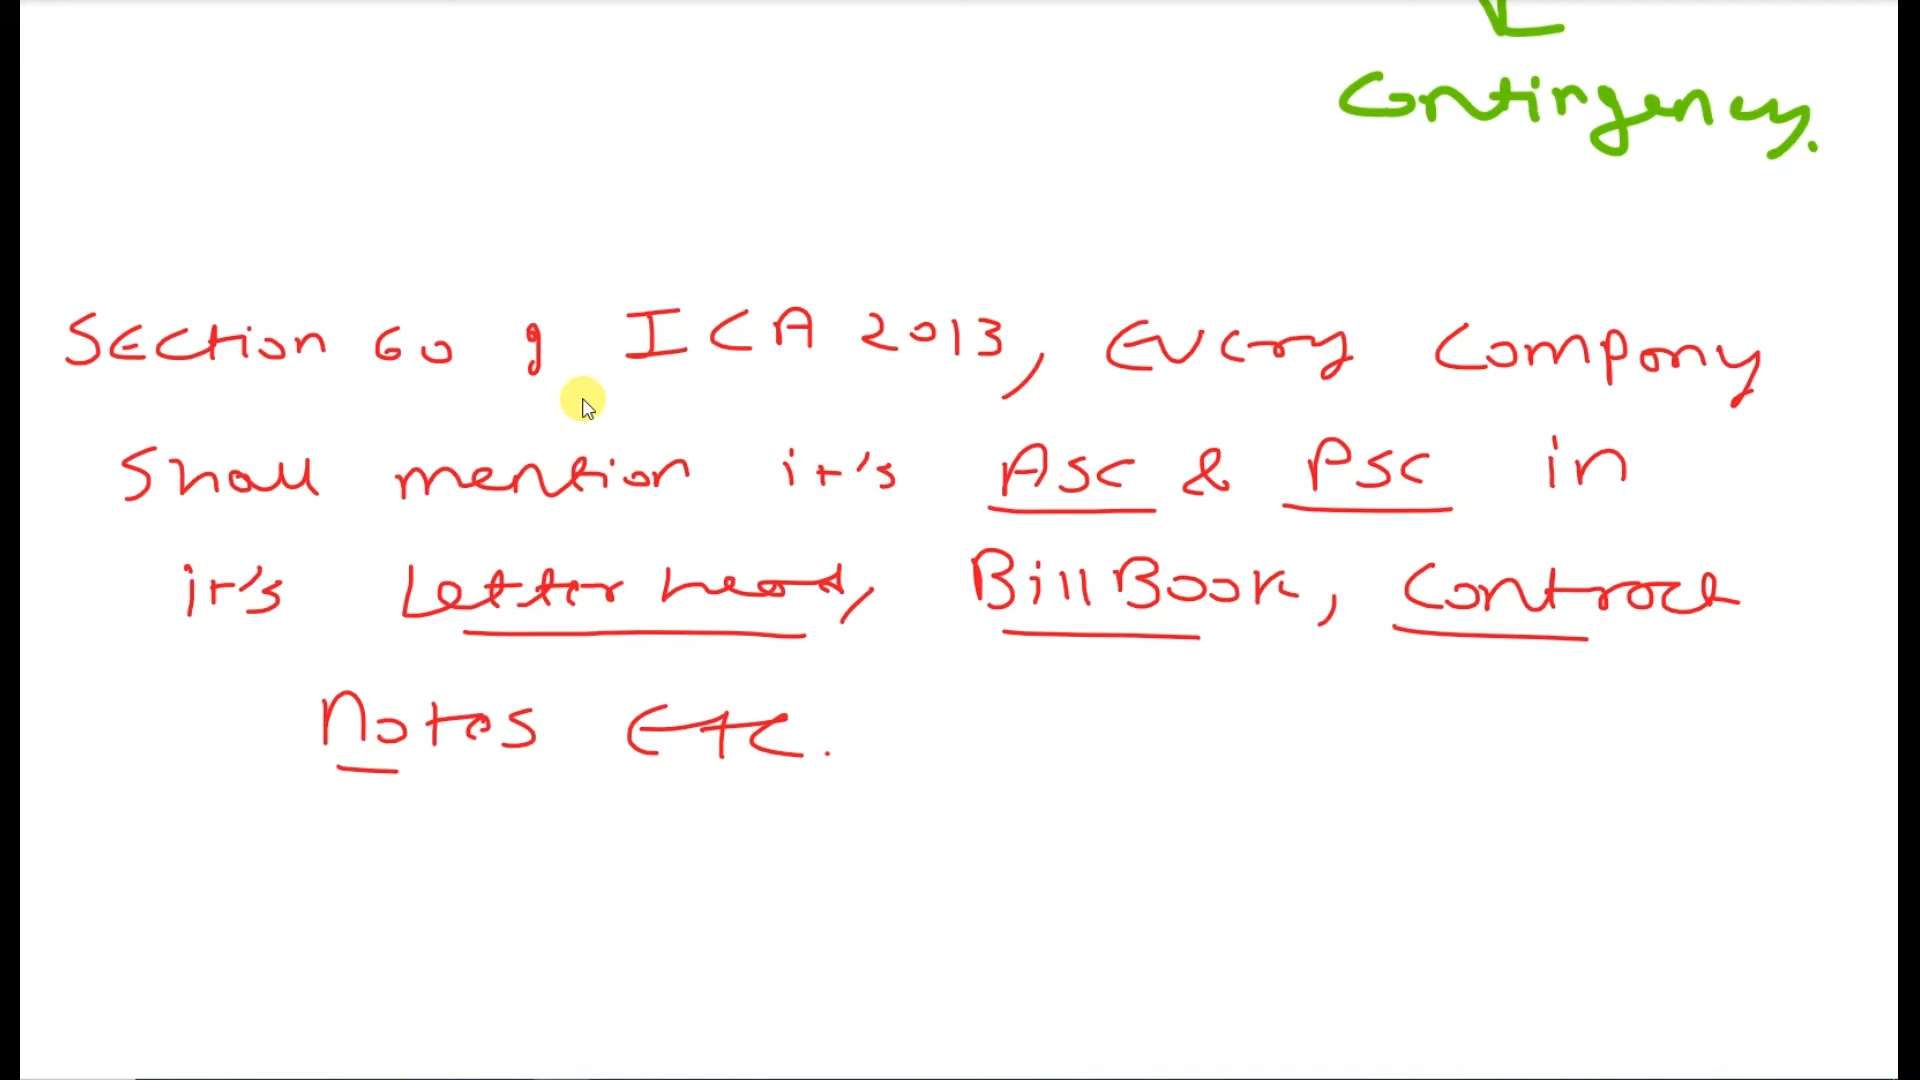 Contingency.
Section 60 of ICA 2013, Every Company
Shall mention it's ASC & PSC in
it's Letter head, Bill Book, Contract
Notes Etc.